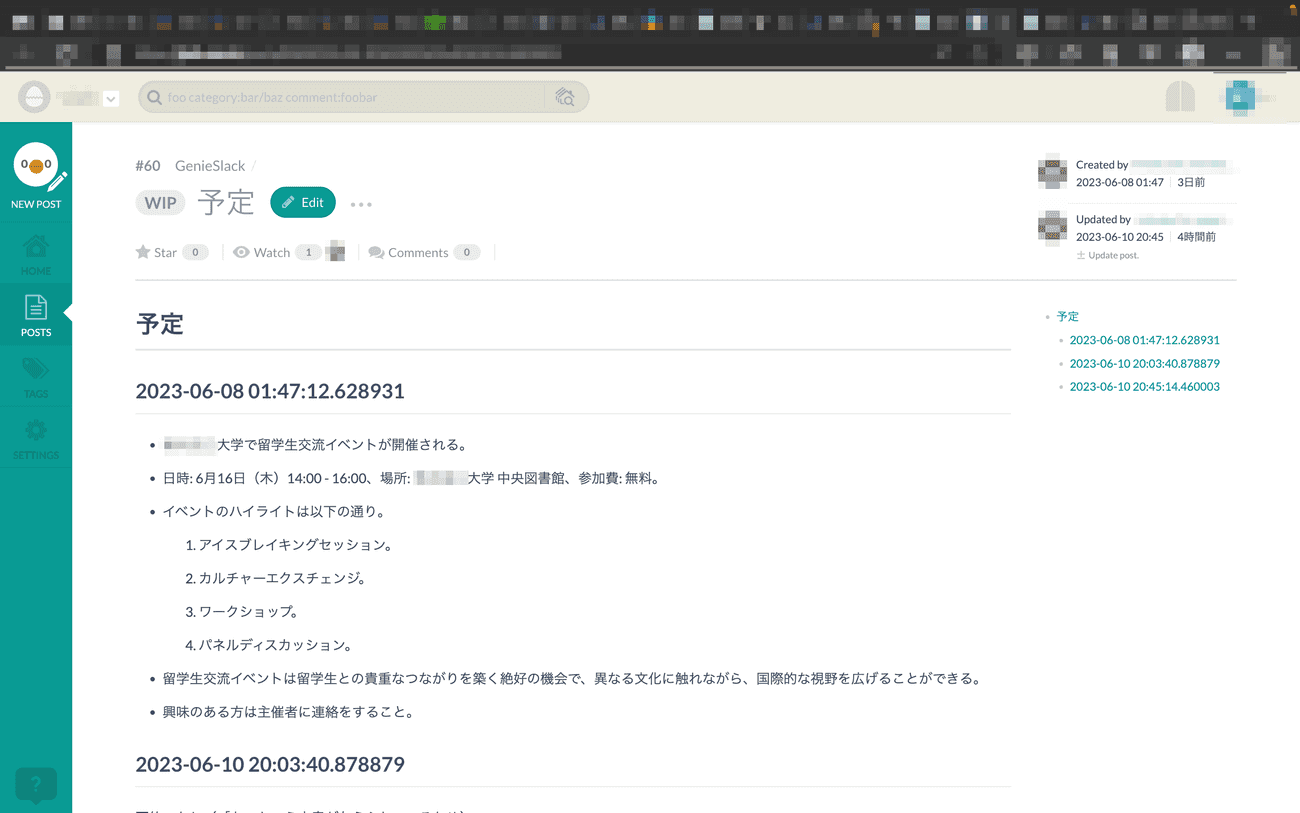 foo category:bar/baz comment:foobar
NEW POST
HOME
POSTS
TAGS
SETTINGS
?
#60 GenieSlack /
WIP 予定 Edit
Star 0 Watch 1 Comments 0
Created by
2023-06-08 01:47 3日前
Updated by
2023-06-10 20:45 4時間前
Update post.
予定
2023-06-08 01:47:12.628931
大学で留学生交流イベントが開催される。
日時: 6月16日（木）14:00 - 16:00、場所: 大学 中央図書館、参加費: 無料。
イベントのハイライトは以下の通り。
1. アイスブレイキングセッション。
2. カルチャーエクスチェンジ。
3. ワークショップ。
4. パネルディスカッション。
留学生交流イベントは留学生との貴重なつながりを築く絶好の機会で、異なる文化に触れながら、国際的な視野を広げることができる。
興味のある方は主催者に連絡をすること。
2023-06-10 20:03:40.878879
予定
2023-06-08 01:47:12.628931
2023-06-10 20:03:40.878879
2023-06-10 20:45:14.460003